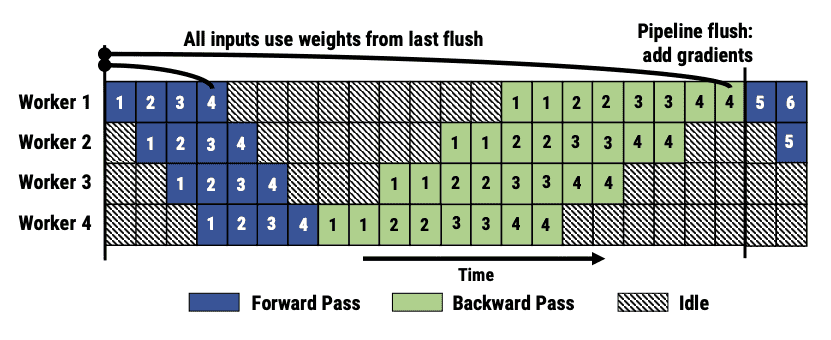 All inputs use weights from last flush
Pipeline flush:
add gradients
Worker 1 1 2 3 4 1 1 2 2 3 3 4 4 5 6
Worker 2 1 2 3 4 1 1 2 2 3 3 4 4 5
Worker 3 1 2 3 4 1 1 2 2 3 3 4 4
Worker 4 1 2 3 4 1 1 2 2 3 3 4 4
Time
Forward Pass Backward Pass Idle